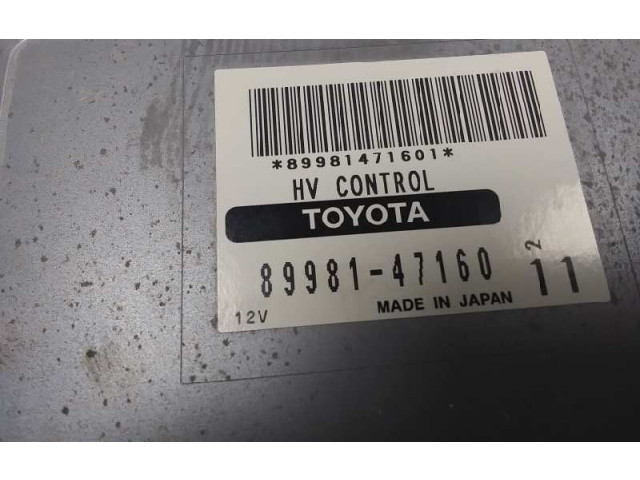 *89981471601*
HV CONTROL
TOYOTA
89981-47160
2
11
12V
MADE IN JAPAN